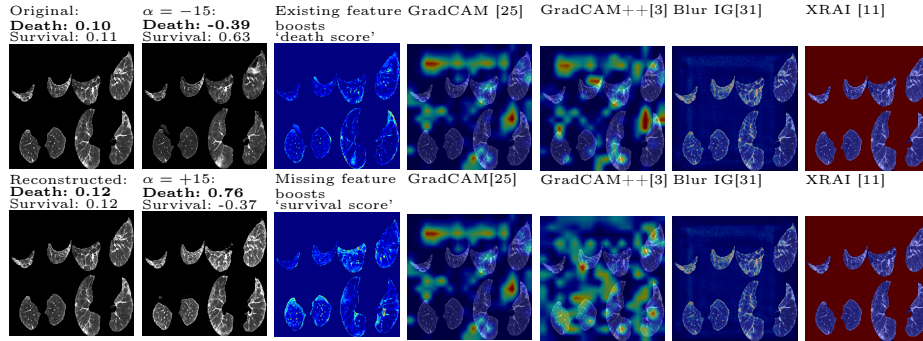 Original:
Death: 0.10
Survival: 0.11
α = −15:
Death: -0.39
Survival: 0.63
Existing feature
boosts
‘death score’
GradCAM [25]
GradCAM++[3]
Blur IG[31]
XRAI [11]
Reconstructed:
Death: 0.12
Survival: 0.12
α = +15:
Death: 0.76
Survival: -0.37
Missing feature
boosts
‘survival score’
GradCAM[25]
GradCAM++[3]
Blur IG[31]
XRAI [11]